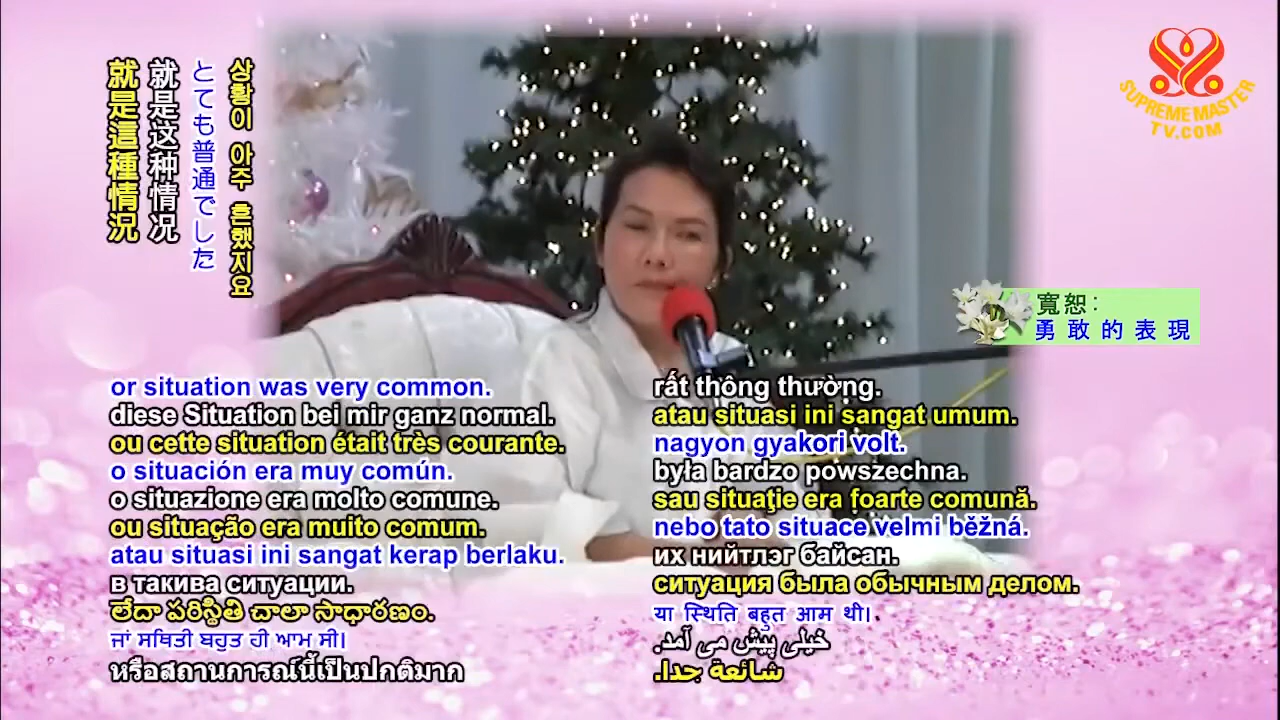 就是這種情況
就是这种情况
とても普通でした
상황이 아주 흔했지요
SUPREME MASTER
TV.COM
寬恕：
勇敢的表現
or situation was very common.
diese Situation bei mir ganz normal.
ou cette situation était très courante.
o situación era muy común.
o situazione era molto comune.
ou situação era muito comum.
atau situasi ini sangat kerap berlaku.
в такива ситуации.
లేదా పరిస్థితి చాలా సాధారణం.
ਜਾਂ ਸਥਿਤੀ ਬਹੁਤ ਹੀ ਆਮ ਸੀ।
หรือสถานการณ์นี้เป็นปกติมาก
rất thông thường.
atau situasi ini sangat umum.
nagyon gyakori volt.
była bardzo powszechna.
sau situaţie era foarte comună.
nebo tato situace velmi běžná.
их нийтлэг байсан.
ситуация была обычным делом.
या स्थिति बहुत आम थी।
خیلی پیش می آمد.
شائعة جدا.